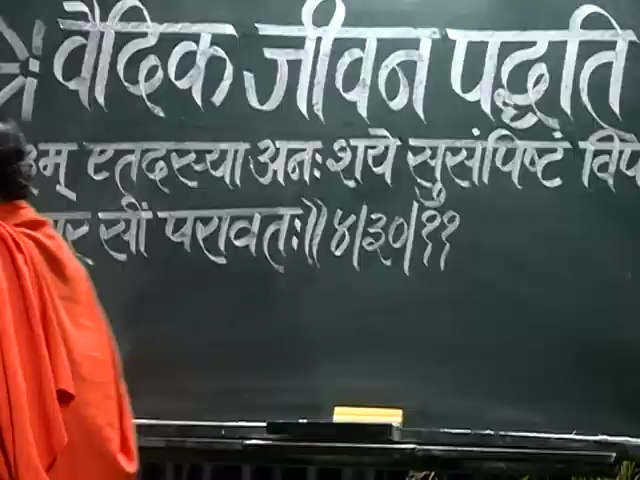 वैदिक जीवन पद्धति
एतदस्या अनः शये सुसंपिष्टं
सीं परावतः॥ ४/३०/११